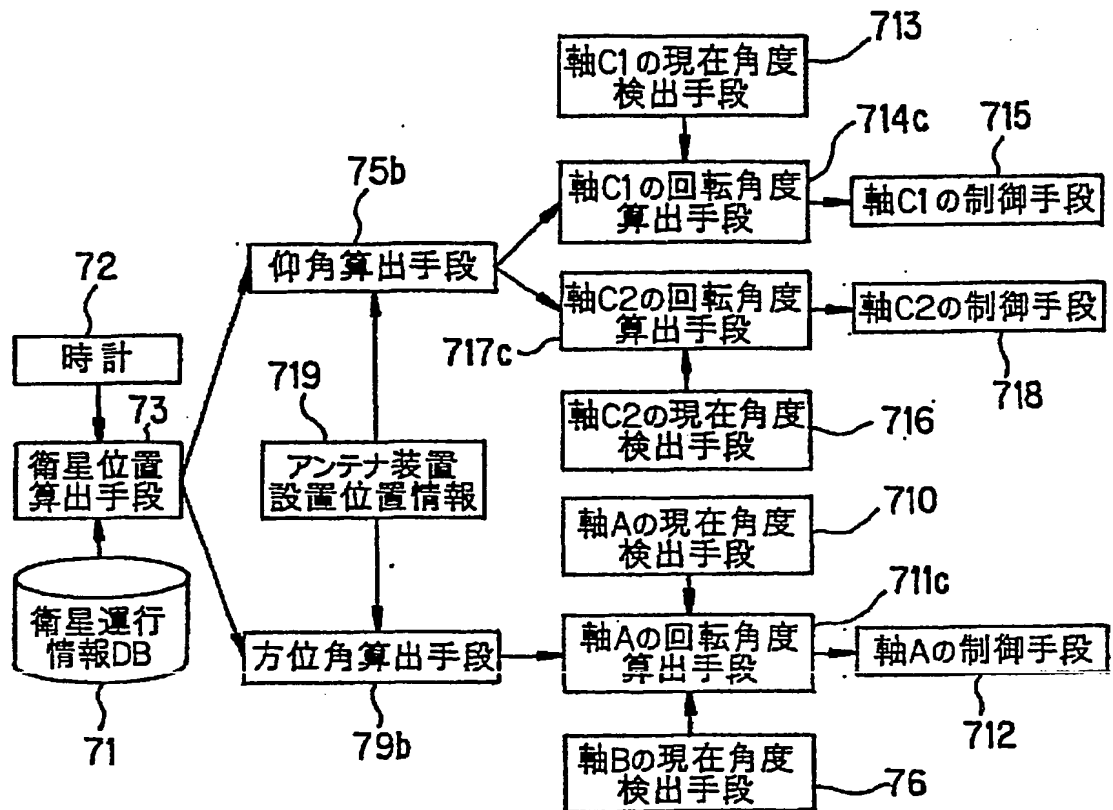 713
軸C1の現在角度
検出手段
714c
715
軸C1の回転角度
算出手段
軸C1の制御手段
75b
仰角算出手段
72
時計
軸C2の回転角度
算出手段
717c
軸C2の制御手段
718
719
73
衛星位置
算出手段
アンテナ装置
設置位置情報
軸C2の現在角度
検出手段
716
軸Aの現在角度
検出手段
710
711c
衛星運行
情報DB
71
方位角算出手段
79b
軸Aの回転角度
算出手段
軸Aの制御手段
712
軸Bの現在角度
検出手段
76